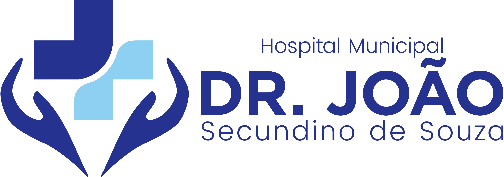 Hospital Municipal
DR. JOÃO
Secundino de Souza